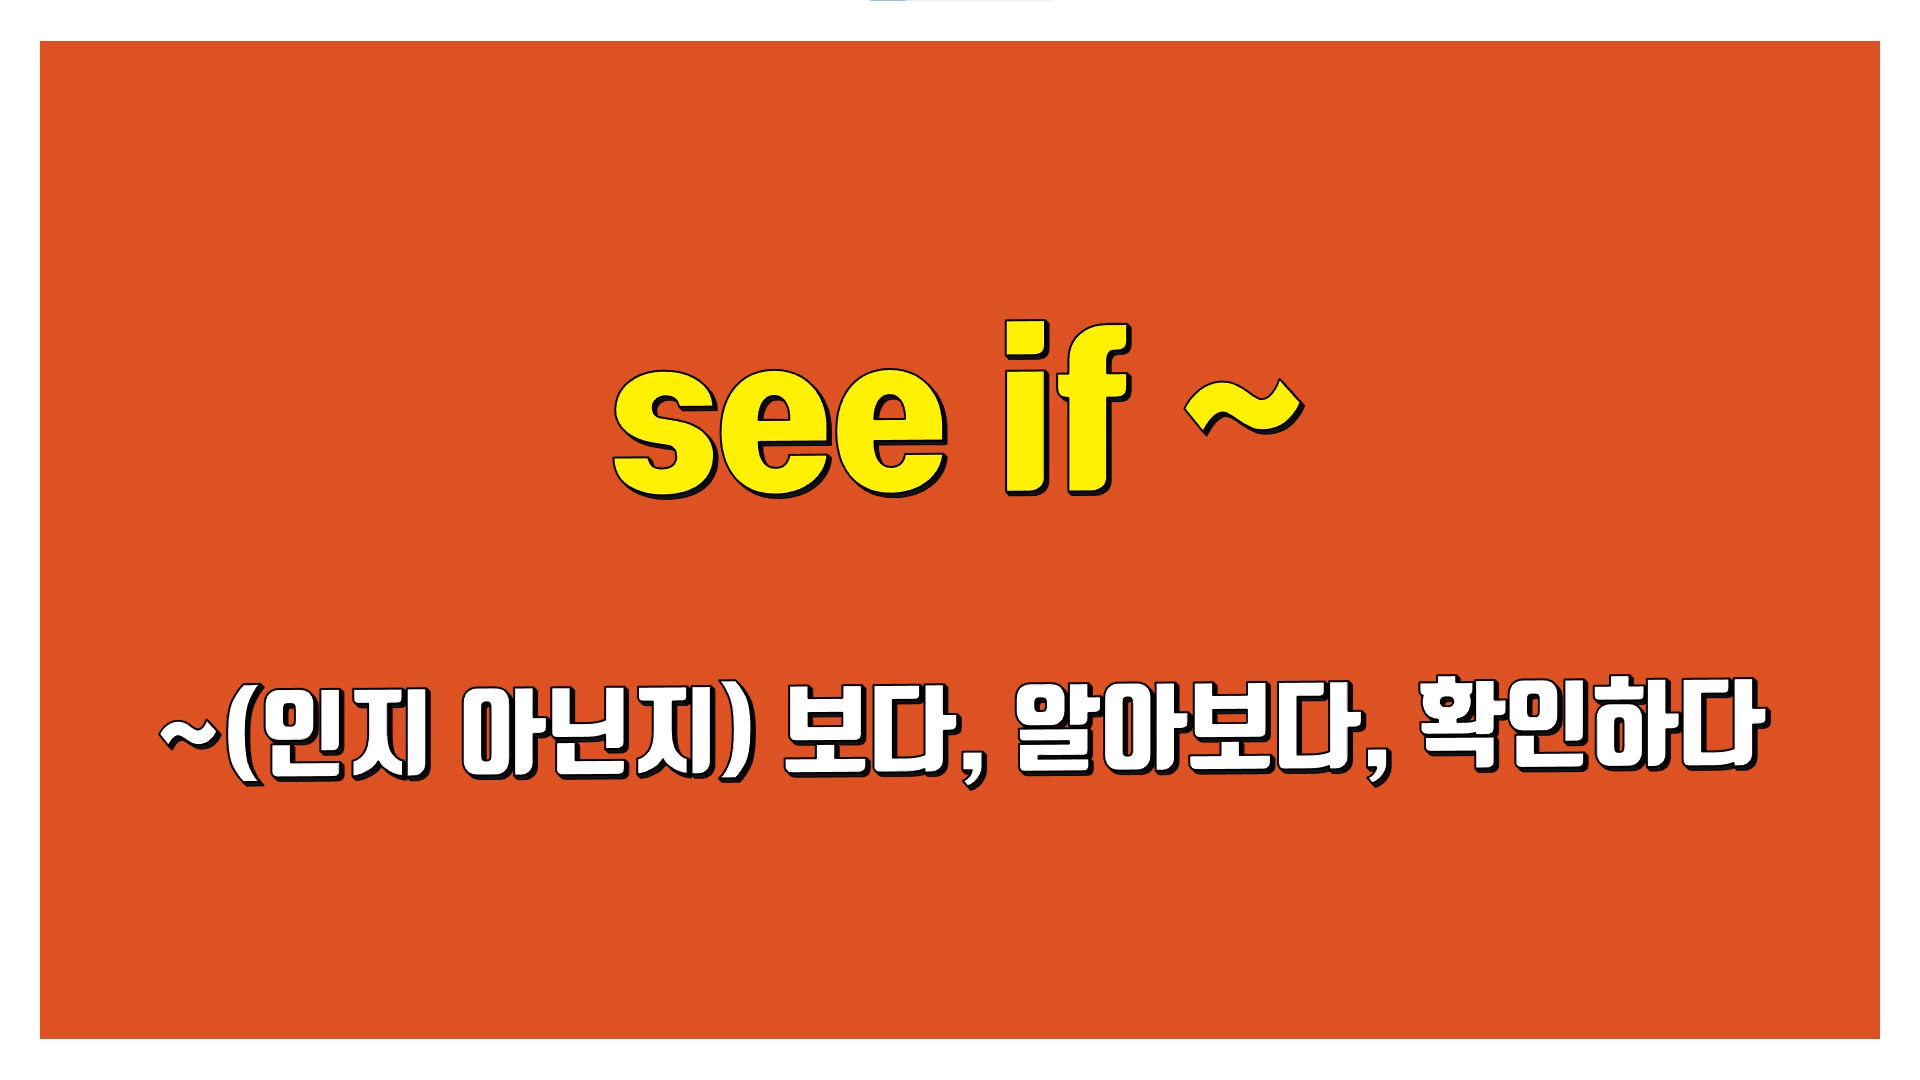 see if ~
~(인지 아닌지) 보다, 알아보다, 확인하다